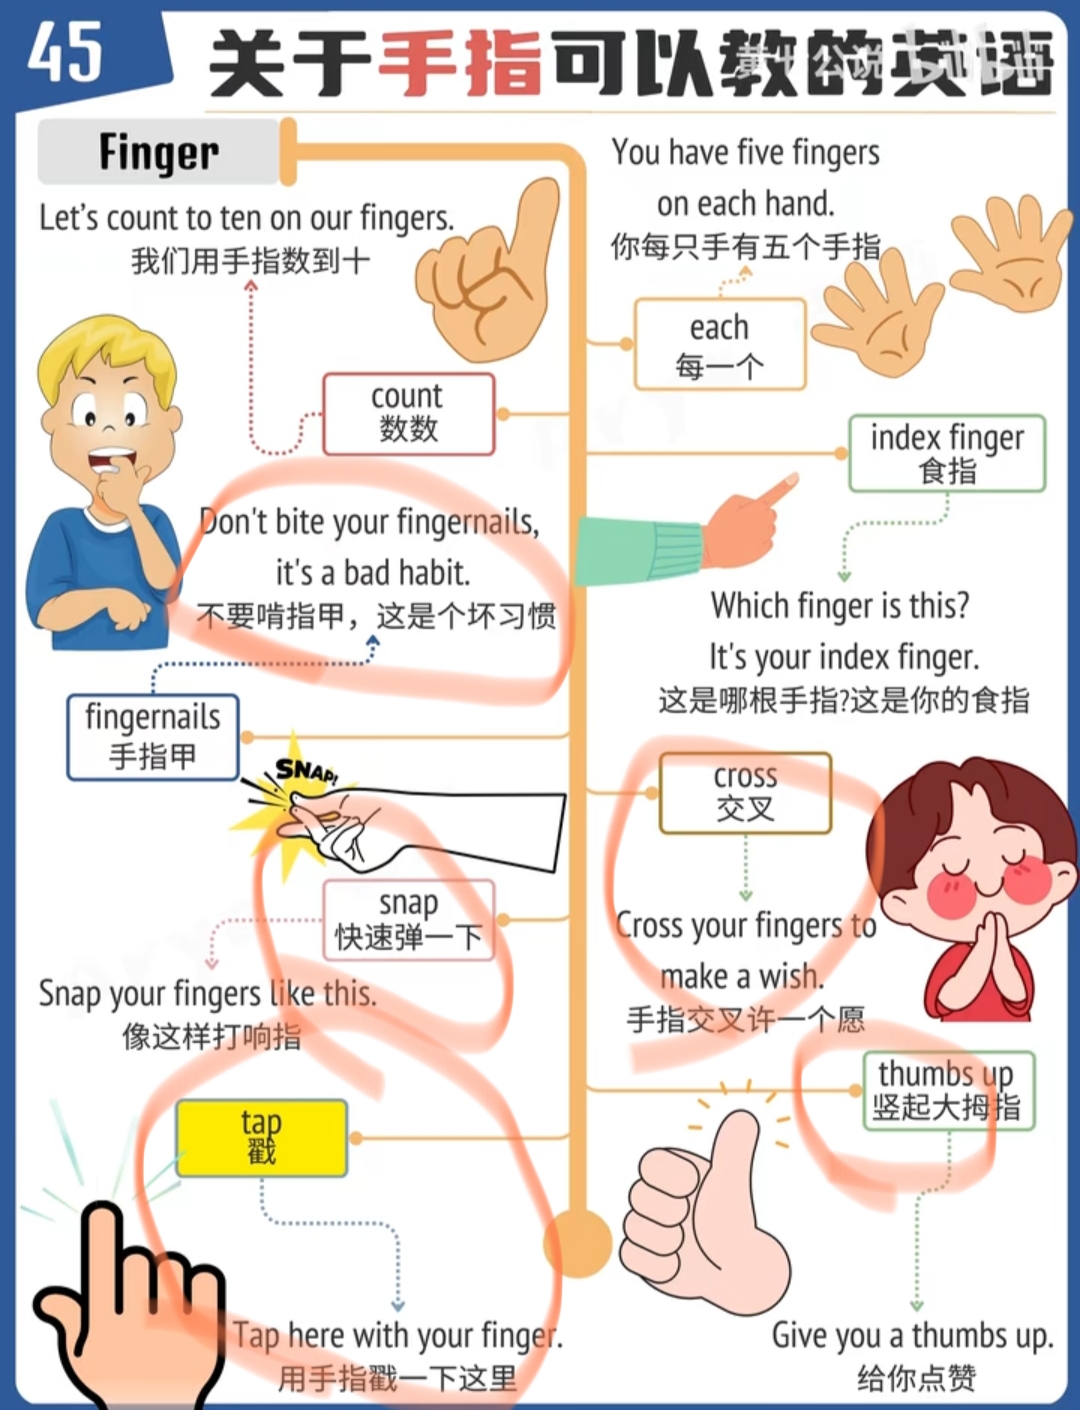 45
关于手指可以教的英语
bilibili
Finger
Let's count to ten on our fingers.
我们用手指数到十
count
数数
You have five fingers
on each hand.
你每只手有五个手指
each
每一个
index finger
食指
Which finger is this?
It's your index finger.
这是哪根手指?这是你的食指
Don't bite your fingernails,
it's a bad habit.
不要啃指甲，这是个坏习惯
fingernails
手指甲
SNAP!
snap
快速弹一下
Snap your fingers like this.
像这样打响指
cross
交叉
Cross your fingers to
make a wish.
手指交叉许一个愿
tap
戳
Tap here with your finger.
用手指戳一下这里
thumbs up
竖起大拇指
Give you a thumbs up.
给你点赞